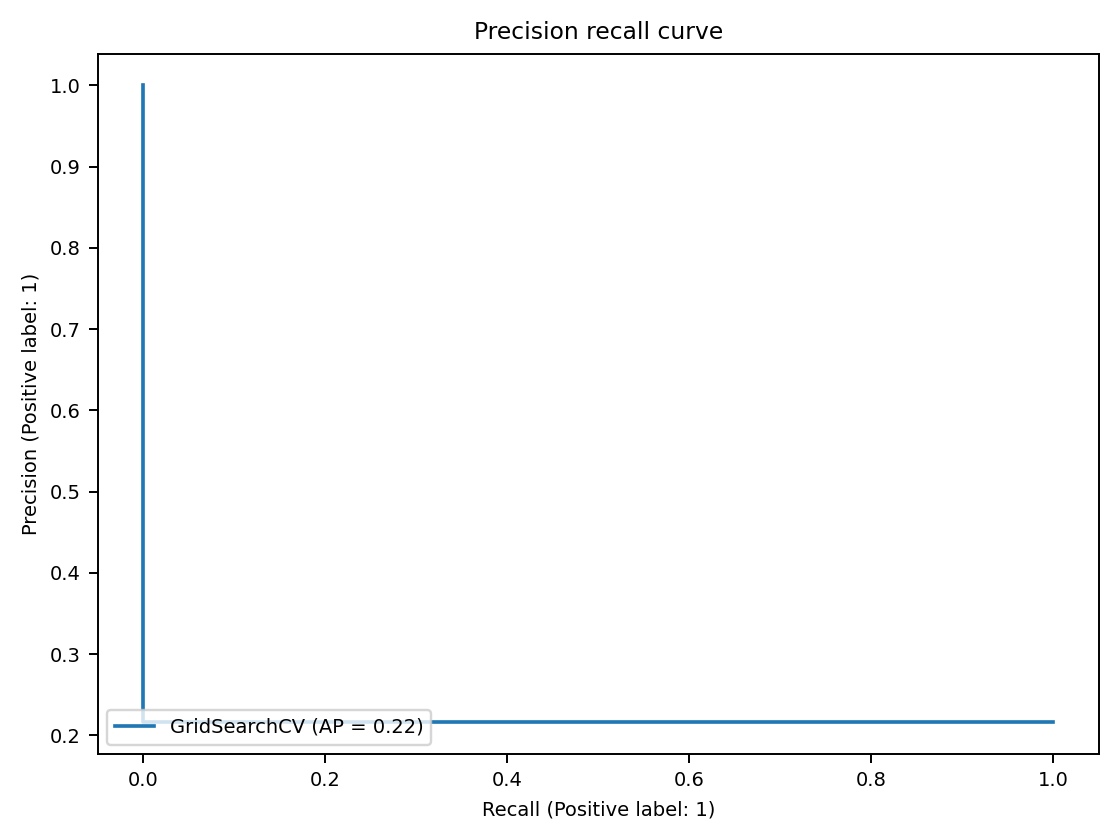 Precision recall curve
1.0
0.9
0.8
0.7
0.6
0.5
0.4
0.3
0.2
Precision (Positive label: 1)
GridSearchCV (AP = 0.22)
0.0 0.2 0.4 0.6 0.8 1.0
Recall (Positive label: 1)